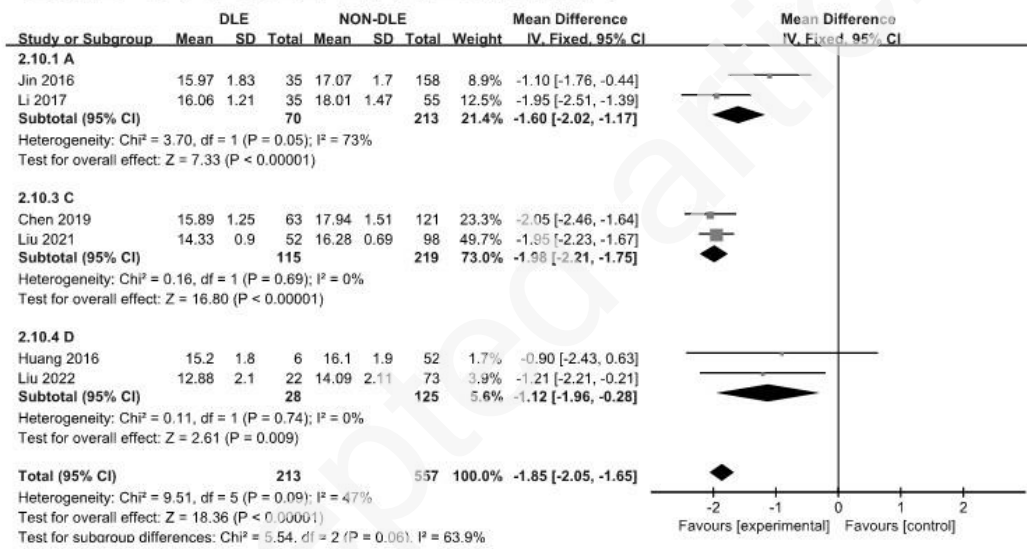 DLE NON-DLE Mean Difference Mean Difference
Study or Subgroup Mean SD Total Mean SD Total Weight IV, Fixed, 95% CI IV, Fixed, 95% CI
2.10.1 A
Jin 2016 15.97 1.83 35 17.07 1.7 158 8.9% -1.10 [-1.76, -0.44]
Li 2017 16.06 1.21 35 18.01 1.47 55 12.5% -1.95 [-2.51, -1.39]
Subtotal (95% CI) 70 213 21.4% -1.60 [-2.02, -1.17]
Heterogeneity: Chi² = 3.70, df = 1 (P = 0.05); I² = 73%
Test for overall effect: Z = 7.33 (P < 0.00001)
2.10.3 C
Chen 2019 15.89 1.25 63 17.94 1.51 121 23.3% -2.05 [-2.46, -1.64]
Liu 2021 14.33 0.9 52 16.28 0.69 98 49.7% -1.95 [-2.23, -1.67]
Subtotal (95% CI) 115 219 73.0% -1.98 [-2.21, -1.75]
Heterogeneity: Chi² = 0.16, df = 1 (P = 0.69); I² = 0%
Test for overall effect: Z = 16.80 (P < 0.00001)
2.10.4 D
Huang 2016 15.2 1.8 6 16.1 1.9 52 1.7% -0.90 [-2.43, 0.63]
Liu 2022 12.88 2.1 22 14.09 2.11 73 3.9% -1.21 [-2.21, -0.21]
Subtotal (95% CI) 28 125 5.6% -1.12 [-1.96, -0.28]
Heterogeneity: Chi² = 0.11, df = 1 (P = 0.74); I² = 0%
Test for overall effect: Z = 2.61 (P = 0.009)
Total (95% CI) 213 557 100.0% -1.85 [-2.05, -1.65]
Heterogeneity: Chi² = 9.51, df = 5 (P = 0.09); I² = 47%
Test for overall effect: Z = 18.36 (P < 0.00001)
Test for subgroup differences: Chi² = 5.54, df = 2 (P = 0.06), I² = 63.9%
-2 -1 0 1 2
Favours [experimental] Favours [control]
pted artic